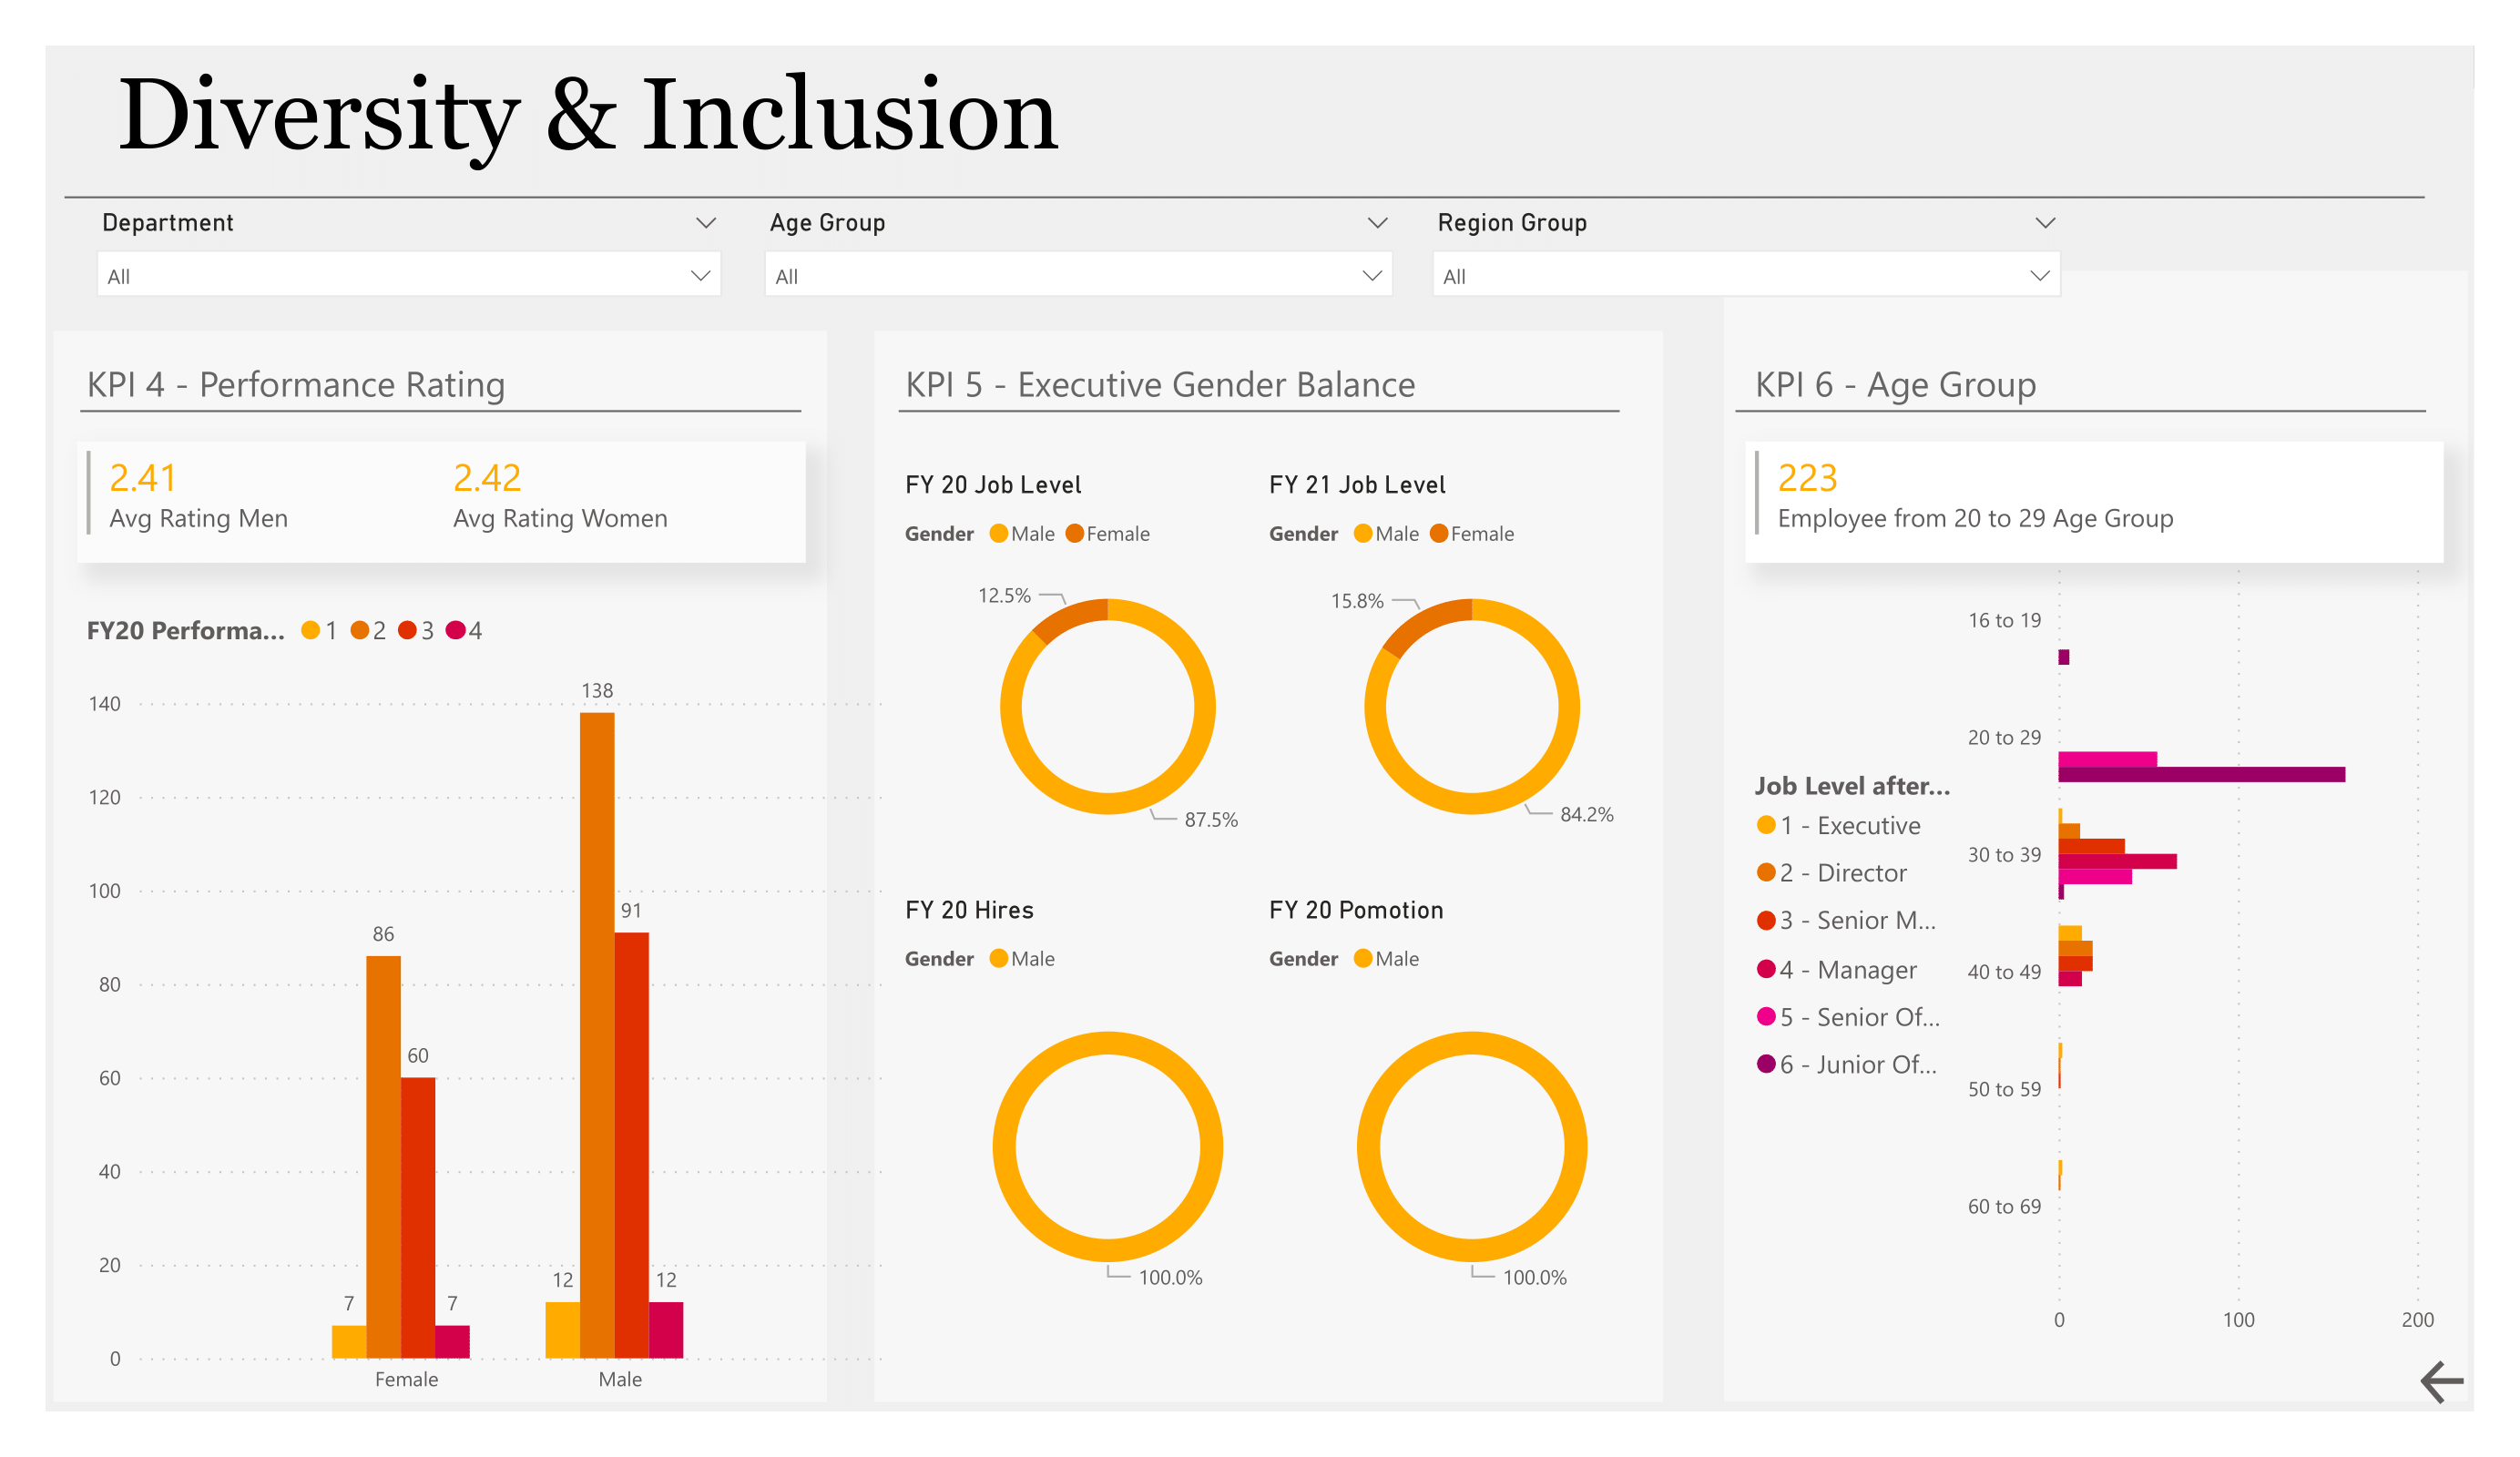 Diversity & Inclusion
Department
Age Group
Region Group
All
All
All
KPI 4 - Performance Rating
2.41
Avg Rating Men
2.42
Avg Rating Women
FY20 Performa... 1 2 3 4
140
120
100
80
60
40
20
0
7
86
60
7
12
138
91
12
Female
Male
KPI 5 - Executive Gender Balance
FY 20 Job Level
Gender Male Female
12.5%
87.5%
FY 21 Job Level
Gender Male Female
15.8%
84.2%
FY 20 Hires
Gender Male
100.0%
FY 20 Pomotion
Gender Male
100.0%
KPI 6 - Age Group
223
Employee from 20 to 29 Age Group
Job Level after...
1 - Executive
2 - Director
3 - Senior M...
4 - Manager
5 - Senior Of...
6 - Junior Of...
16 to 19
20 to 29
30 to 39
40 to 49
50 to 59
60 to 69
0
100
200